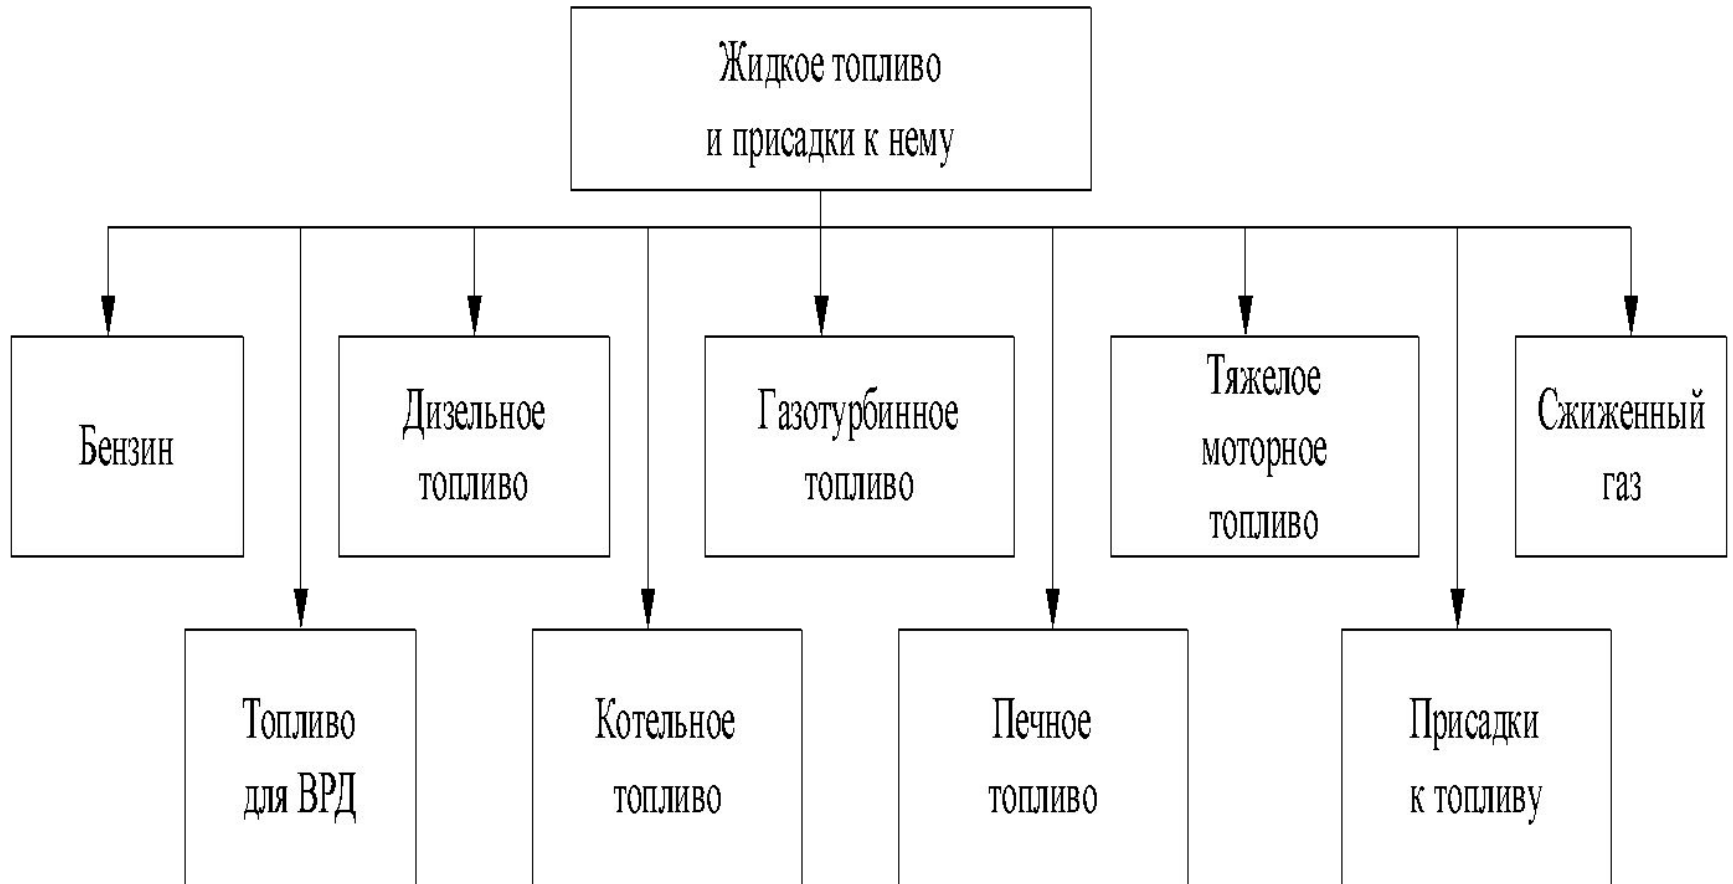 Жидкое топливо
и присадки к нему
Бензин
Дизельное
топливо
Газотурбинное
топливо
Тяжелое
моторное
топливо
Сжиженный
газ
Топливо
для ВРД
Котельное
топливо
Печное
топливо
Присадки
к топливу